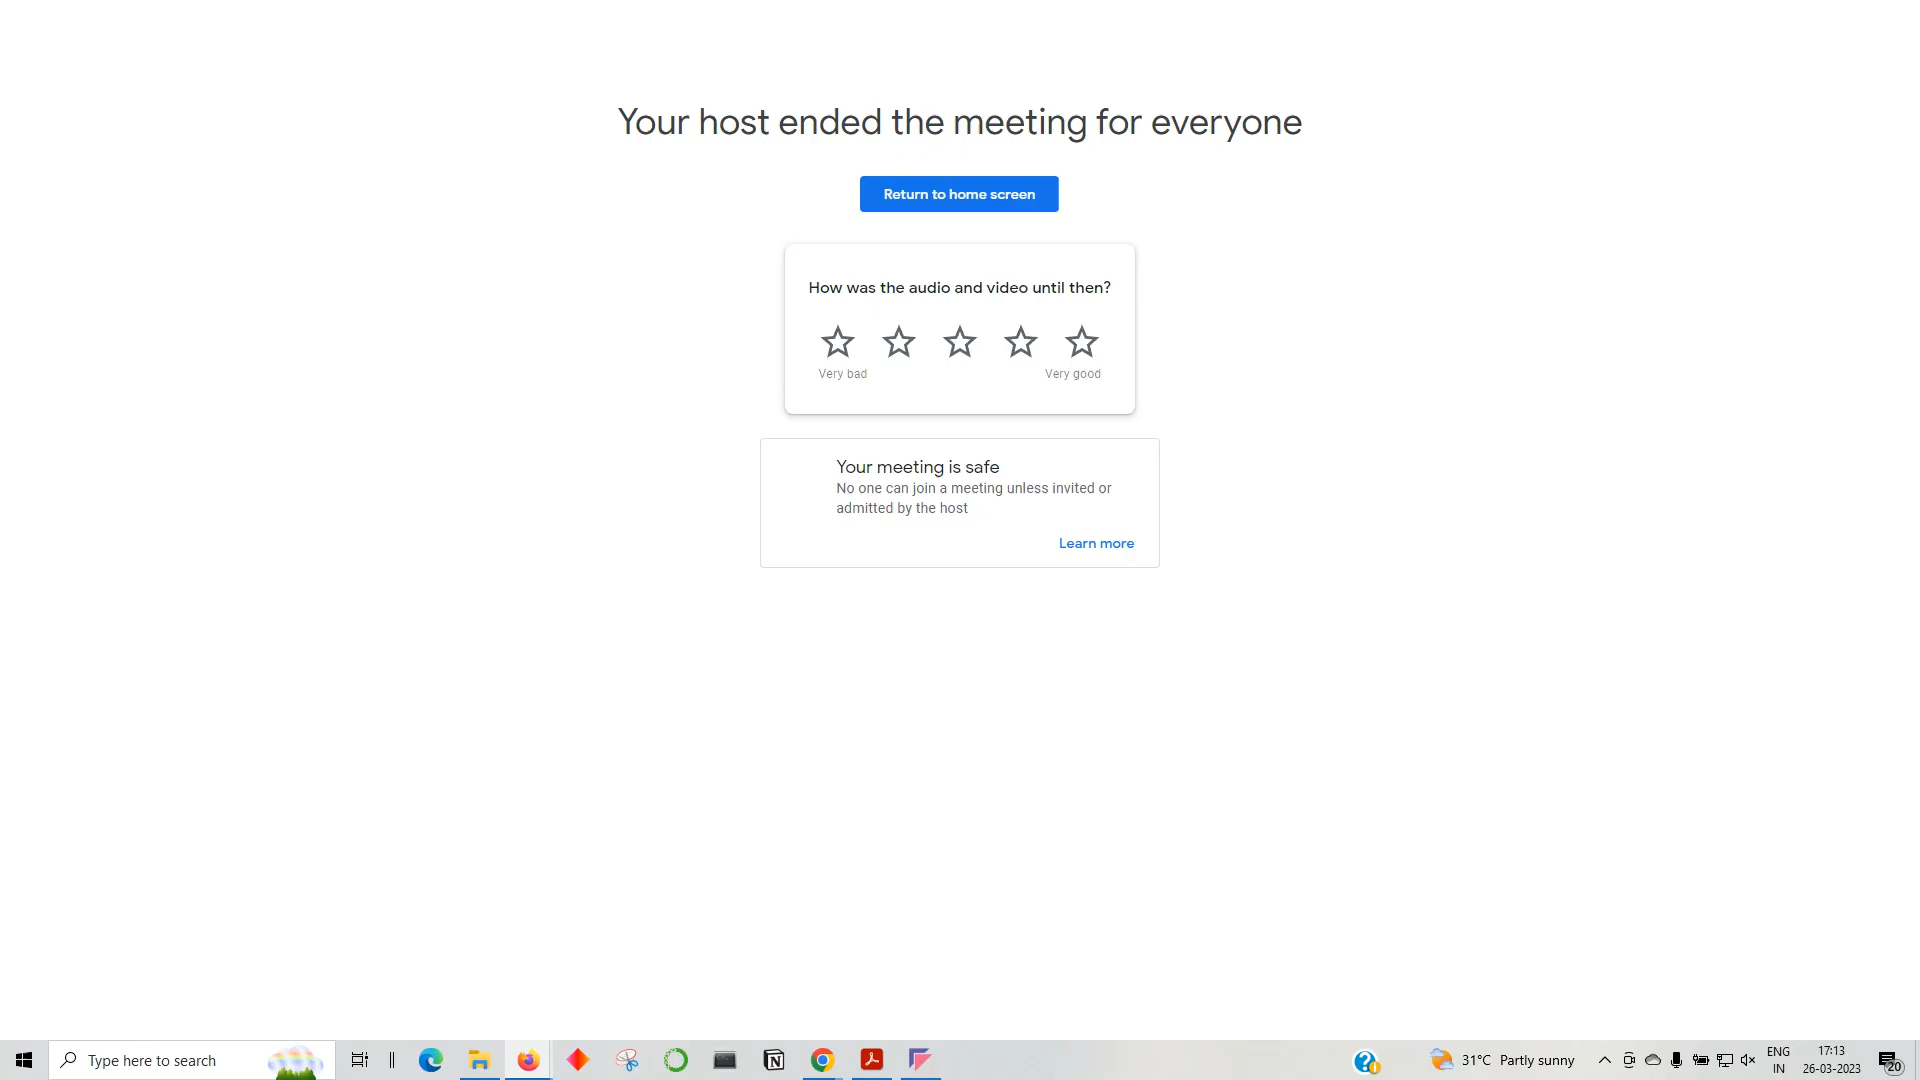 Your host ended the meeting for everyone
Return to home screen
How was the audio and video until then?
Very bad
Very good
Your meeting is safe
No one can join a meeting unless invited or
admitted by the host
Learn more
Type here to search
31°C Partly sunny
ENG
IN
17:13
26-03-2023
20